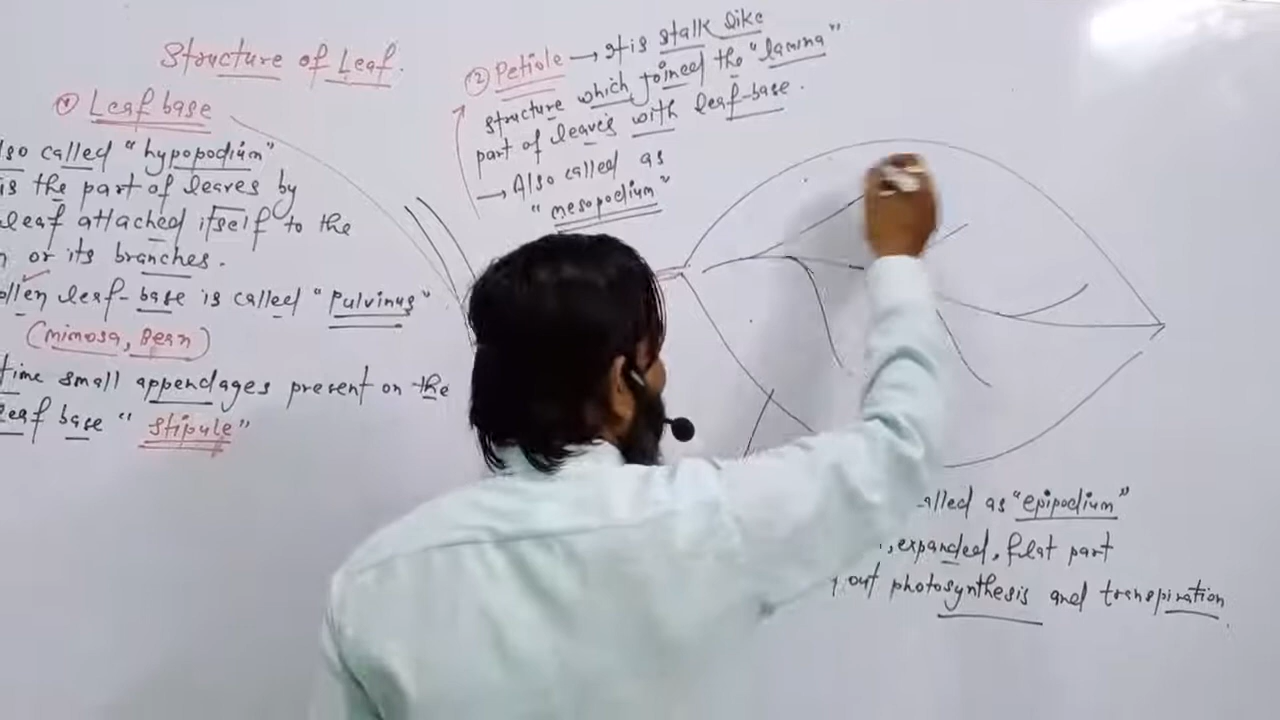 Structure of Leaf.
① Leaf base
also called "hypopodium"
is the part of leaves by
leaf attached itself to the
or its branches.
leaf-base is called "Pulvinus"
(mimosa, Bean)
time small appendages present on the
Leaf base "Stipule"
② Petiole → It is stalk like
structure which joined the "lamina"
part of leaves with leaf-base.
→ Also called as
"mesopodium"
called as "epipodium"
, expanded, flat part
out photosynthesis and transpiration